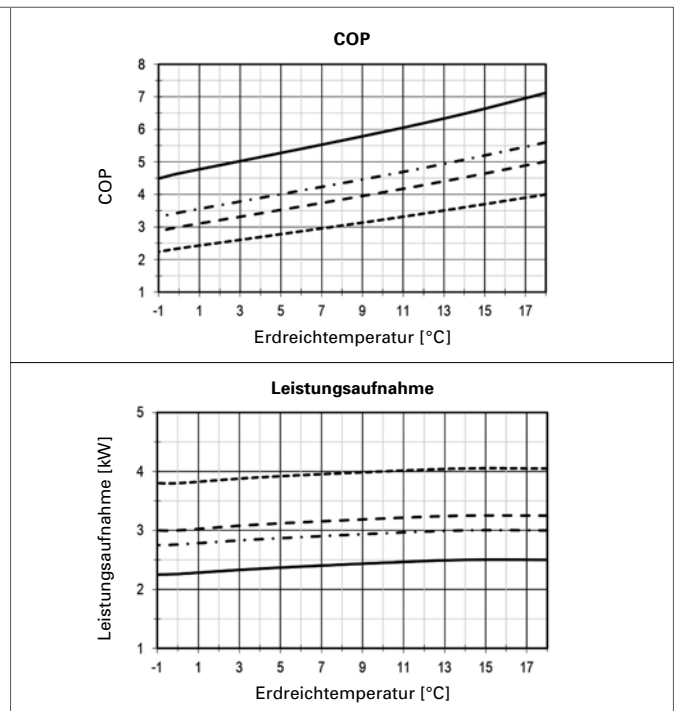 COP
8
7
6
5
4
3
2
1
COP
-1 1 3 5 7 9 11 13 15 17
Erdreichtemperatur [°C]
Leistungsaufnahme
5
4
3
2
1
Leistungsaufnahme [kW]
-1 1 3 5 7 9 11 13 15 17
Erdreichtemperatur [°C]